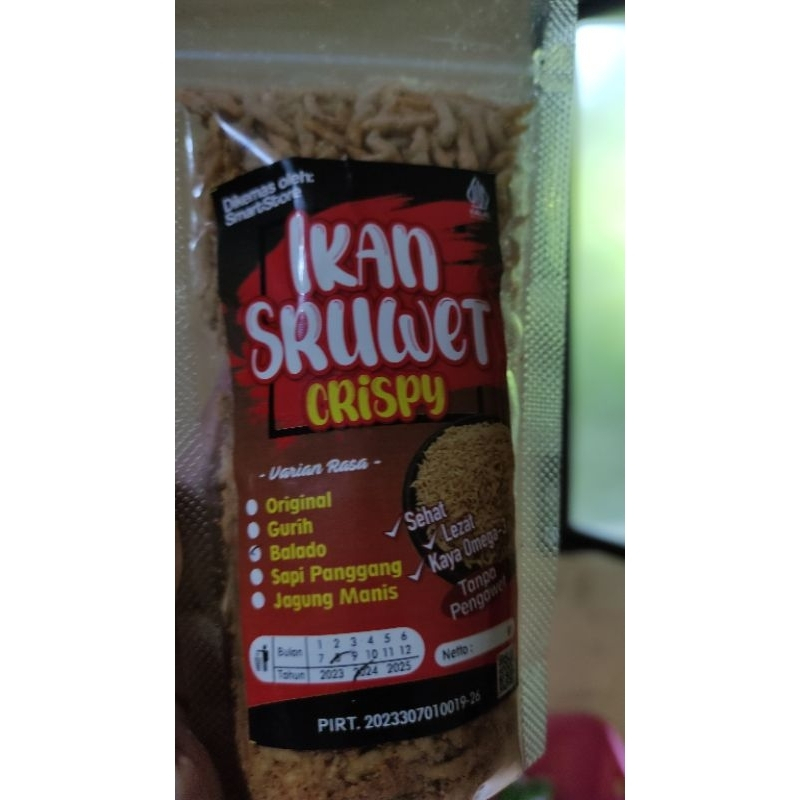 Dikemas oleh:
SmartStore
IKAN
SRUWET
CRISPY
- Varian Rasa -
Original
Gurih
Balado
Sapi Panggang
Jagung Manis
Sehat
Lezat
Kaya Omega-
Tanpa
Pengawet
Bulan 1 2 3 4 5 6
7 8 9 10 11 12
Tahun 2023 2024 2025
Netto :
PIRT. 2023307010019-26